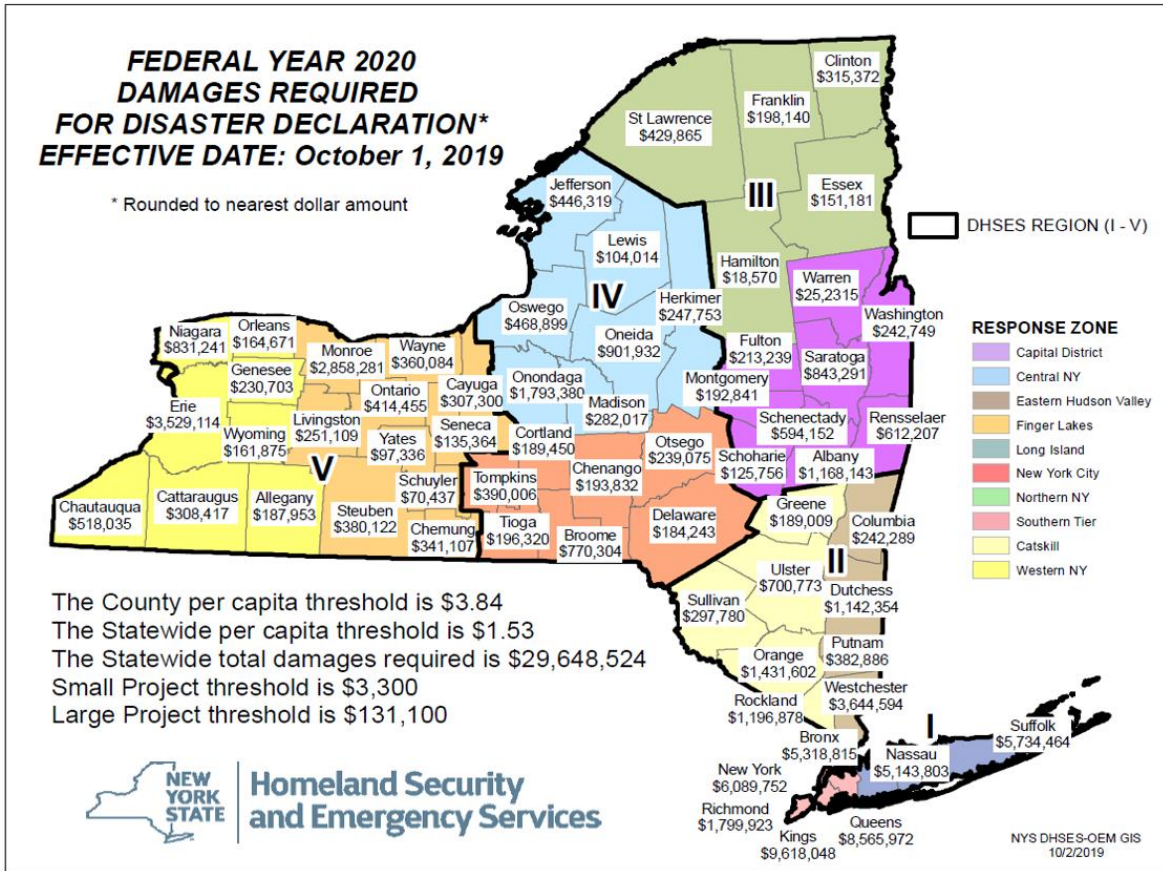 FEDERAL YEAR 2020
DAMAGES REQUIRED
FOR DISASTER DECLARATION*
EFFECTIVE DATE: October 1, 2019
* Rounded to nearest dollar amount
Clinton
$315,372
Franklin
$198,140
St Lawrence
$429,865
Essex
$151,181
III
Hamilton
$18,570
Jefferson
$446,319
Lewis
$104,014
IV
Herkimer
$247,753
Oswego
$468,899
Oneida
$901,932
Onondaga
$1,793,380
Madison
$282,017
Warren
$25,2315
Washington
$242,749
Fulton
$213,239
Saratoga
$843,291
Montgomery
$192,841
Schenectady
$594,152
Rensselaer
$612,207
Schoharie
$125,756
Albany
$1,168,143
Niagara
$831,241
Orleans
$164,671
Genesee
$230,703
Monroe
$2,858,281
Wayne
$360,084
Ontario
$414,455
Cayuga
$307,300
Erie
$3,529,114
Wyoming
$161,875
Livingston
$251,109
Yates
$97,336
Seneca
$135,364
V
Schuyler
$70,437
Chautauqua
$518,035
Cattaraugus
$308,417
Allegany
$187,953
Steuben
$380,122
Chemung
$341,107
Cortland
$189,450
Otsego
$239,075
Chenango
$193,832
Tompkins
$390,006
Tioga
$196,320
Broome
$770,304
Delaware
$184,243
Greene
$189,009
Columbia
$242,289
II
Ulster
$700,773
Dutchess
$1,142,354
Sullivan
$297,780
Putnam
$382,886
Orange
$1,431,602
Westchester
$3,644,594
Rockland
$1,196,878
I
Bronx
$5,318,815
Suffolk
$5,734,464
Nassau
$5,143,803
New York
$6,089,752
Richmond
$1,799,923
Queens
$8,565,972
Kings
$9,618,048
DHSES REGION (I - V)
RESPONSE ZONE
Capital District
Central NY
Eastern Hudson Valley
Finger Lakes
Long Island
New York City
Northern NY
Southern Tier
Catskill
Western NY
The County per capita threshold is $3.84
The Statewide per capita threshold is $1.53
The Statewide total damages required is $29,648,524
Small Project threshold is $3,300
Large Project threshold is $131,100
NEW
YORK
STATE
Homeland Security
and Emergency Services
NYS DHSES-OEM GIS
10/2/2019